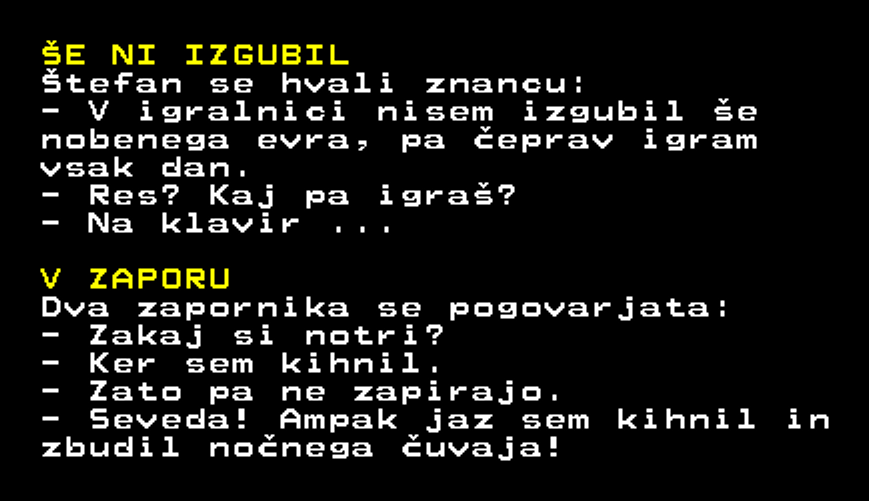 ŠE NI IZGUBIL
Štefan se hvali znancu:
- V igralnici nisem izgubil še
nobenega evra, pa čeprav igram
vsak dan.
- Res? Kaj pa igraš?
- Na klavir ...
V ZAPORU
Dva zapornika se pogovarjata:
- Zakaj si notri?
- Ker sem kihnil.
- Zato pa ne zapirajo.
- Seveda! Ampak jaz sem kihnil in
zbudil nočnega čuvaja!